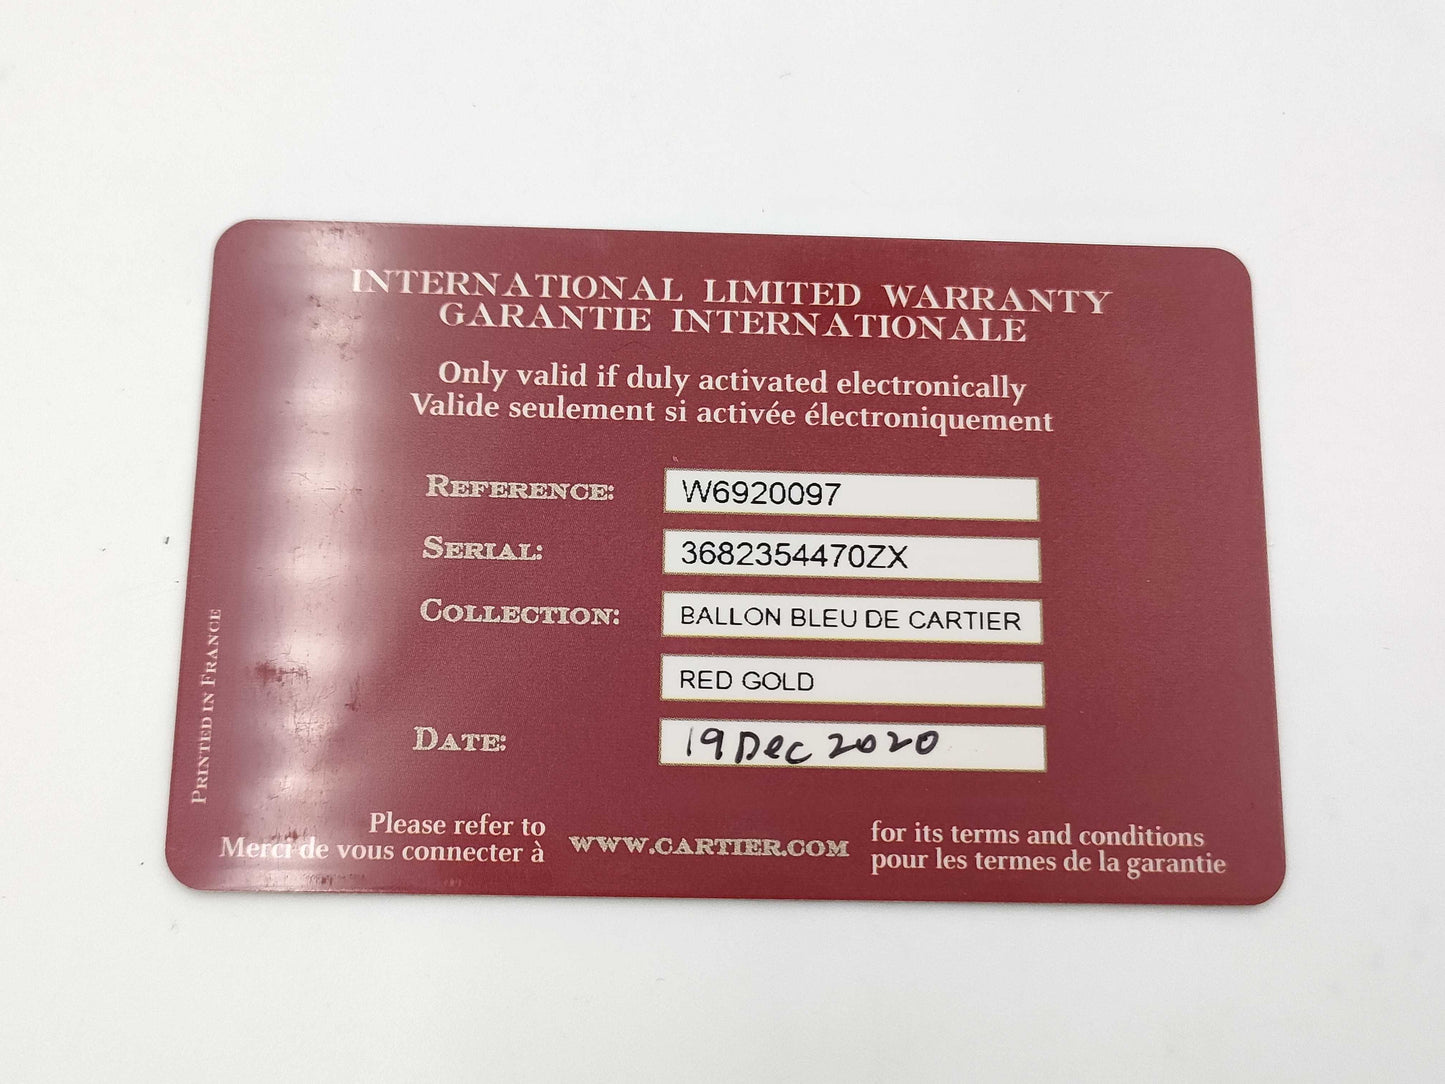 INTERNATIONAL LIMITED WARRANTY
GARANTIE INTERNATIONALE
Only valid if duly activated electronically
Valide seulement si activée électroniquement
REFERENCE: W6920097
SERIAL: 3682354470ZX
COLLECTION: BALLON BLEU DE CARTIER
RED GOLD
DATE: 19 Dec 2020
PRINTED IN FRANCE
Please refer to
Merci de vous connecter à
WWW.CARTIER.COM
for its terms and conditions
pour les termes de la garantie